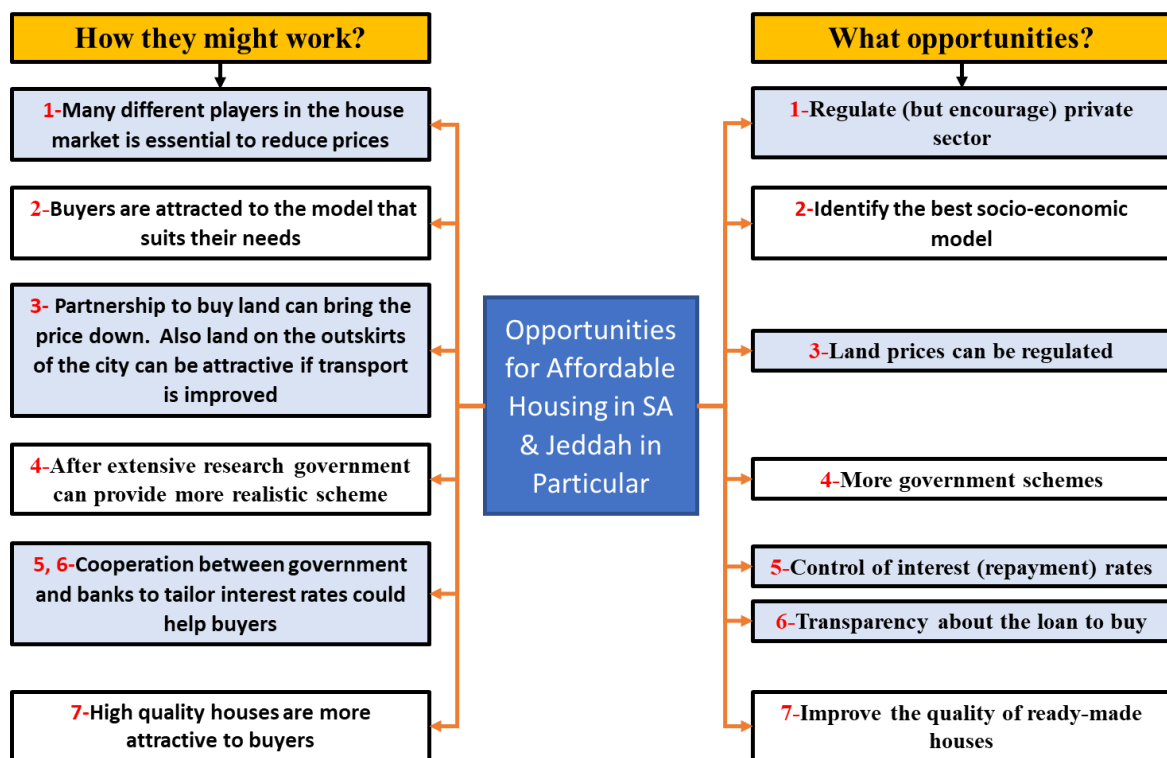 How they might work?
1-Many different players in the house
market is essential to reduce prices
2-Buyers are attracted to the model that
suits their needs
3- Partnership to buy land can bring the
price down. Also land on the outskirts
of the city can be attractive if transport
is improved
4-After extensive research government
can provide more realistic scheme
5, 6-Cooperation between government
and banks to tailor interest rates could
help buyers
7-High quality houses are more
attractive to buyers
Opportunities
for Affordable
Housing in SA
& Jeddah in
Particular
What opportunities?
1-Regulate (but encourage) private
sector
2-Identify the best socio-economic
model
3-Land prices can be regulated
4-More government schemes
5-Control of interest (repayment) rates
6-Transparency about the loan to buy
7-Improve the quality of ready-made
houses